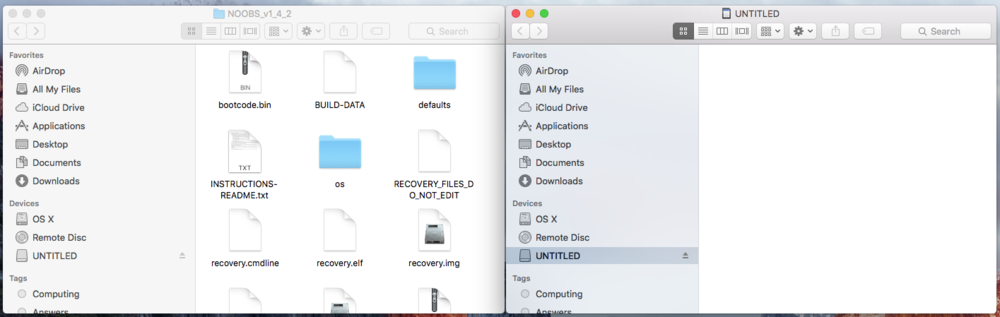 NOOBS_v1_4_2
Search
Favorites
AirDrop
All My Files
iCloud Drive
Applications
Desktop
Documents
Downloads
Devices
OS X
Remote Disc
UNTITLED
Tags
Computing
Answers
BIN
bootcode.bin
BUILD-DATA
defaults
TXT
INSTRUCTIONS-
README.txt
os
RECOVERY_FILES_D
O_NOT_EDIT
recovery.cmdline
recovery.elf
recovery.img
UNTITLED
Search
Favorites
AirDrop
All My Files
iCloud Drive
Applications
Desktop
Documents
Downloads
Devices
OS X
Remote Disc
UNTITLED
Tags
Computing
Answers